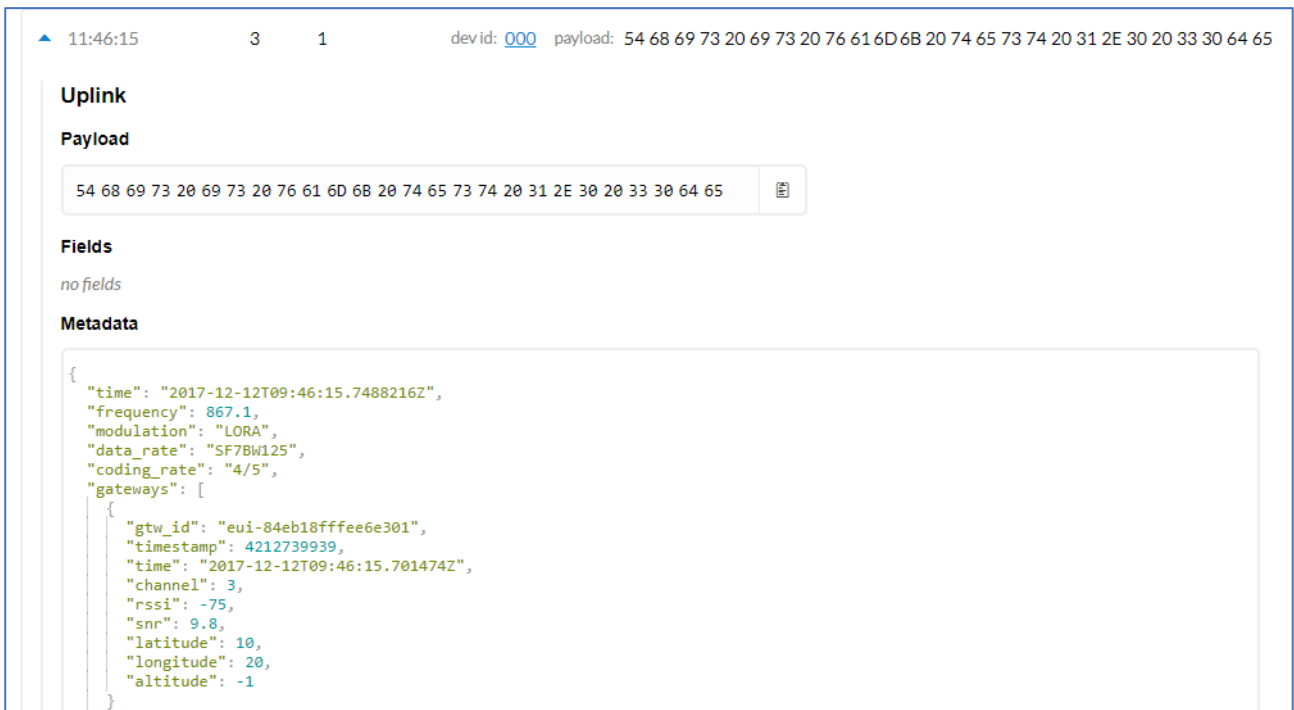 11:46:15 3 1 dev id: 000 payload: 54 68 69 73 20 69 73 20 76 61 6D 6B 20 74 65 73 74 20 31 2E 30 20 33 30 64 65
Uplink
Payload
54 68 69 73 20 69 73 20 76 61 6D 6B 20 74 65 73 74 20 31 2E 30 20 33 30 64 65
Fields
no fields
Metadata
{
"time": "2017-12-12T09:46:15.7488216Z",
"frequency": 867.1,
"modulation": "LORA",
"data_rate": "SF7BW125",
"coding_rate": "4/5",
"gateways": [
{
"gtw_id": "eui-84eb18fffee6e301",
"timestamp": 4212739939,
"time": "2017-12-12T09:46:15.701474Z",
"channel": 3,
"rssi": -75,
"snr": 9.8,
"latitude": 10,
"longitude": 20,
"altitude": -1
}